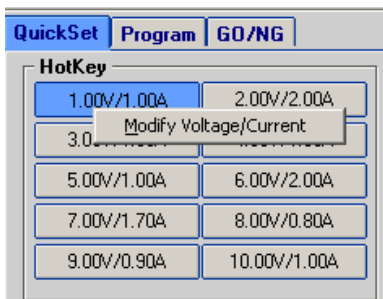 QuickSet Program GO/NG
HotKey
1.00V/1.00A 2.00V/2.00A
Modify Voltage/Current
5.00V/1.00A 6.00V/2.00A
7.00V/1.70A 8.00V/0.80A
9.00V/0.90A 10.00V/1.00A